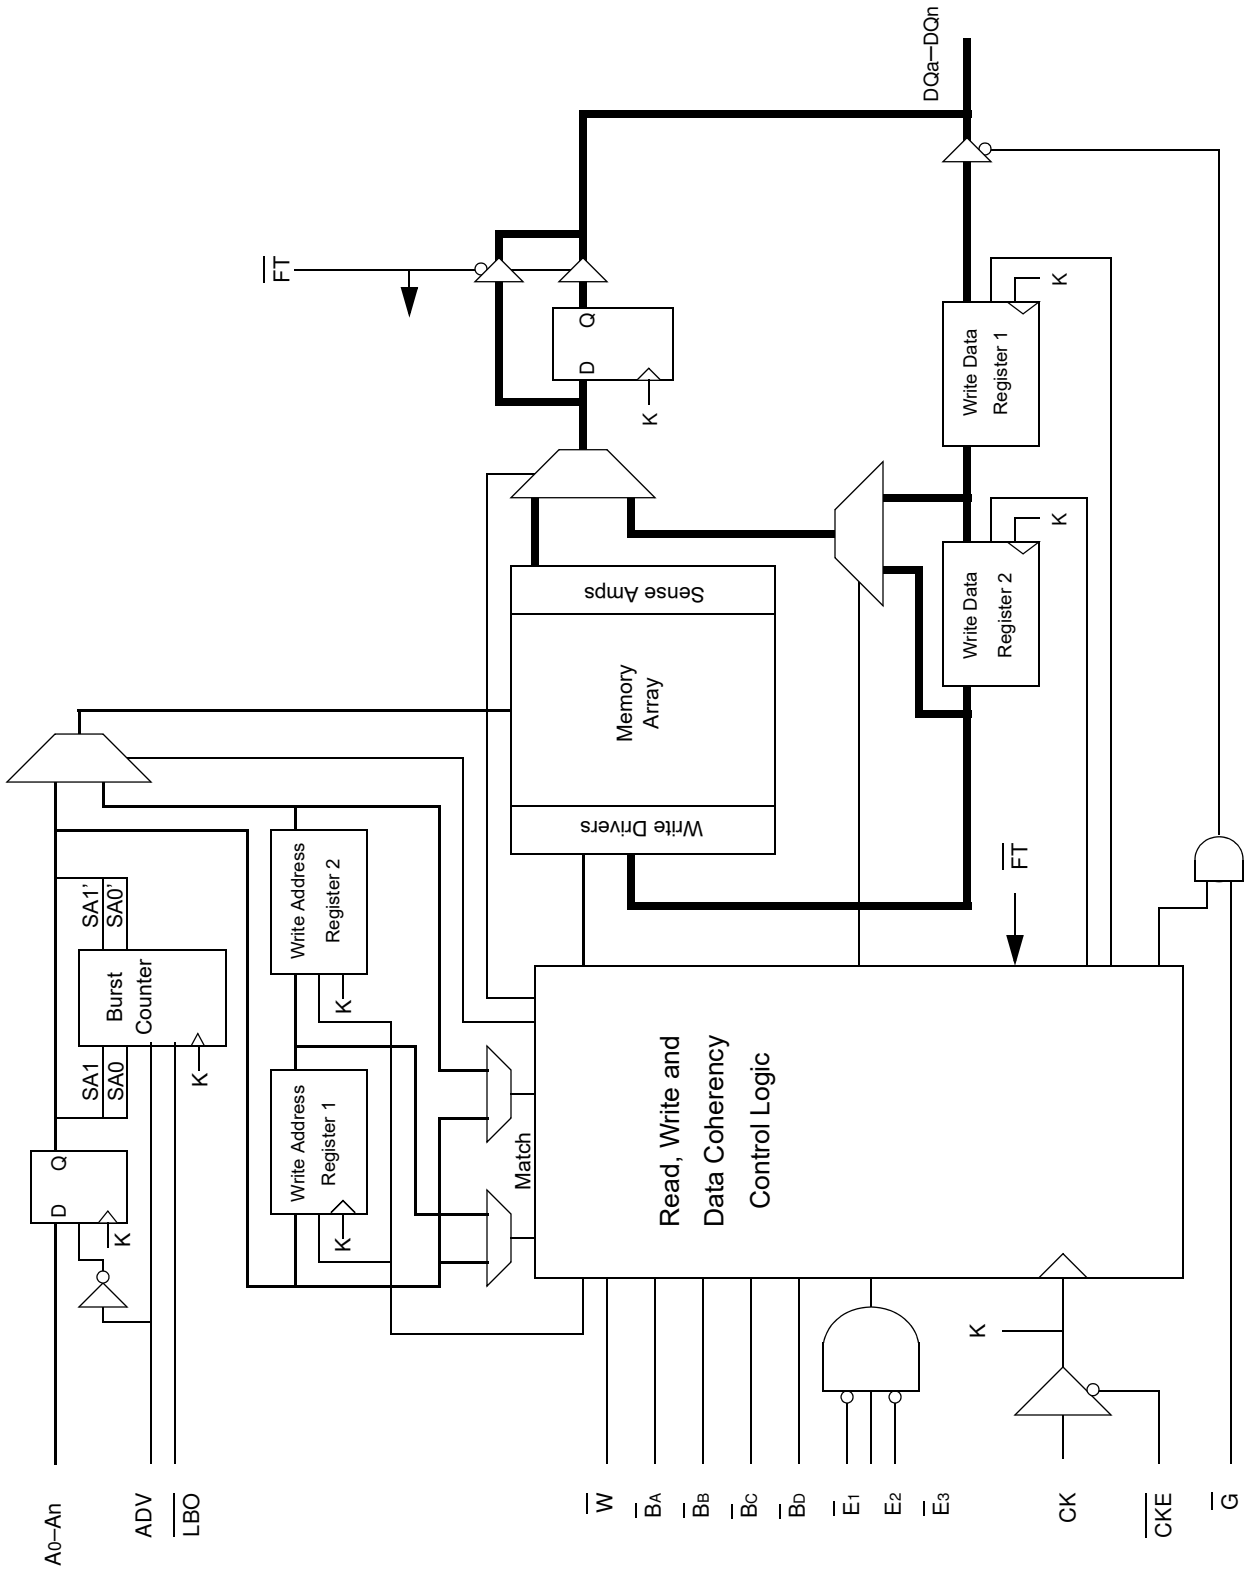 DQa–DQn
FT
K
D Q
K
Write Data
Register 1
K
Write Data
Register 2
K
Sense Amps
Memory
Array
Write Drivers
FT
SA1'
SA0'
Burst
Counter
SA1
SA0
K
Write Address
Register 2
K
Write Address
Register 1
K
D Q
K
Match
Read, Write and
Data Coherency
Control Logic
K
A0–An
ADV
LBO
W
BA
BB
BC
BD
E1
E2
E3
CK
CKE
G